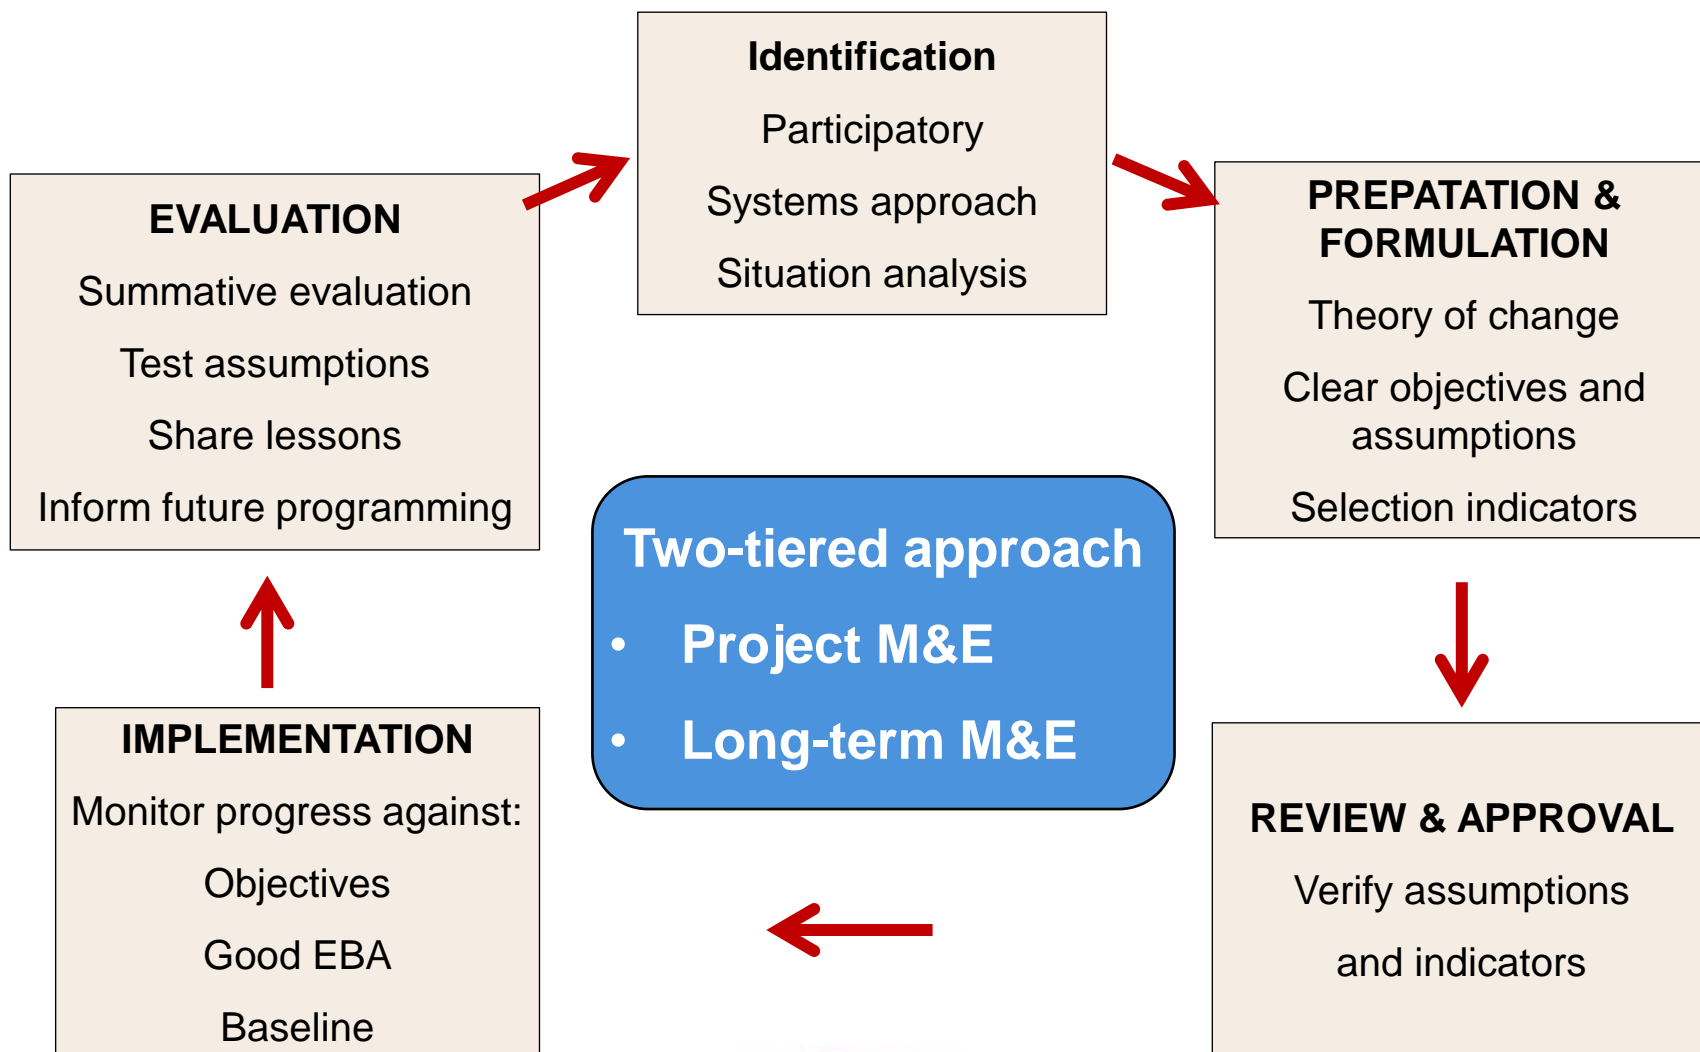 Identification
Participatory
Systems approach
Situation analysis
PREPATATION &
FORMULATION
Theory of change
Clear objectives and
assumptions
Selection indicators
REVIEW & APPROVAL
Verify assumptions
and indicators
IMPLEMENTATION
Monitor progress against:
Objectives
Good EBA
Baseline
EVALUATION
Summative evaluation
Test assumptions
Share lessons
Inform future programming
Two-tiered approach
• Project M&E
• Long-term M&E